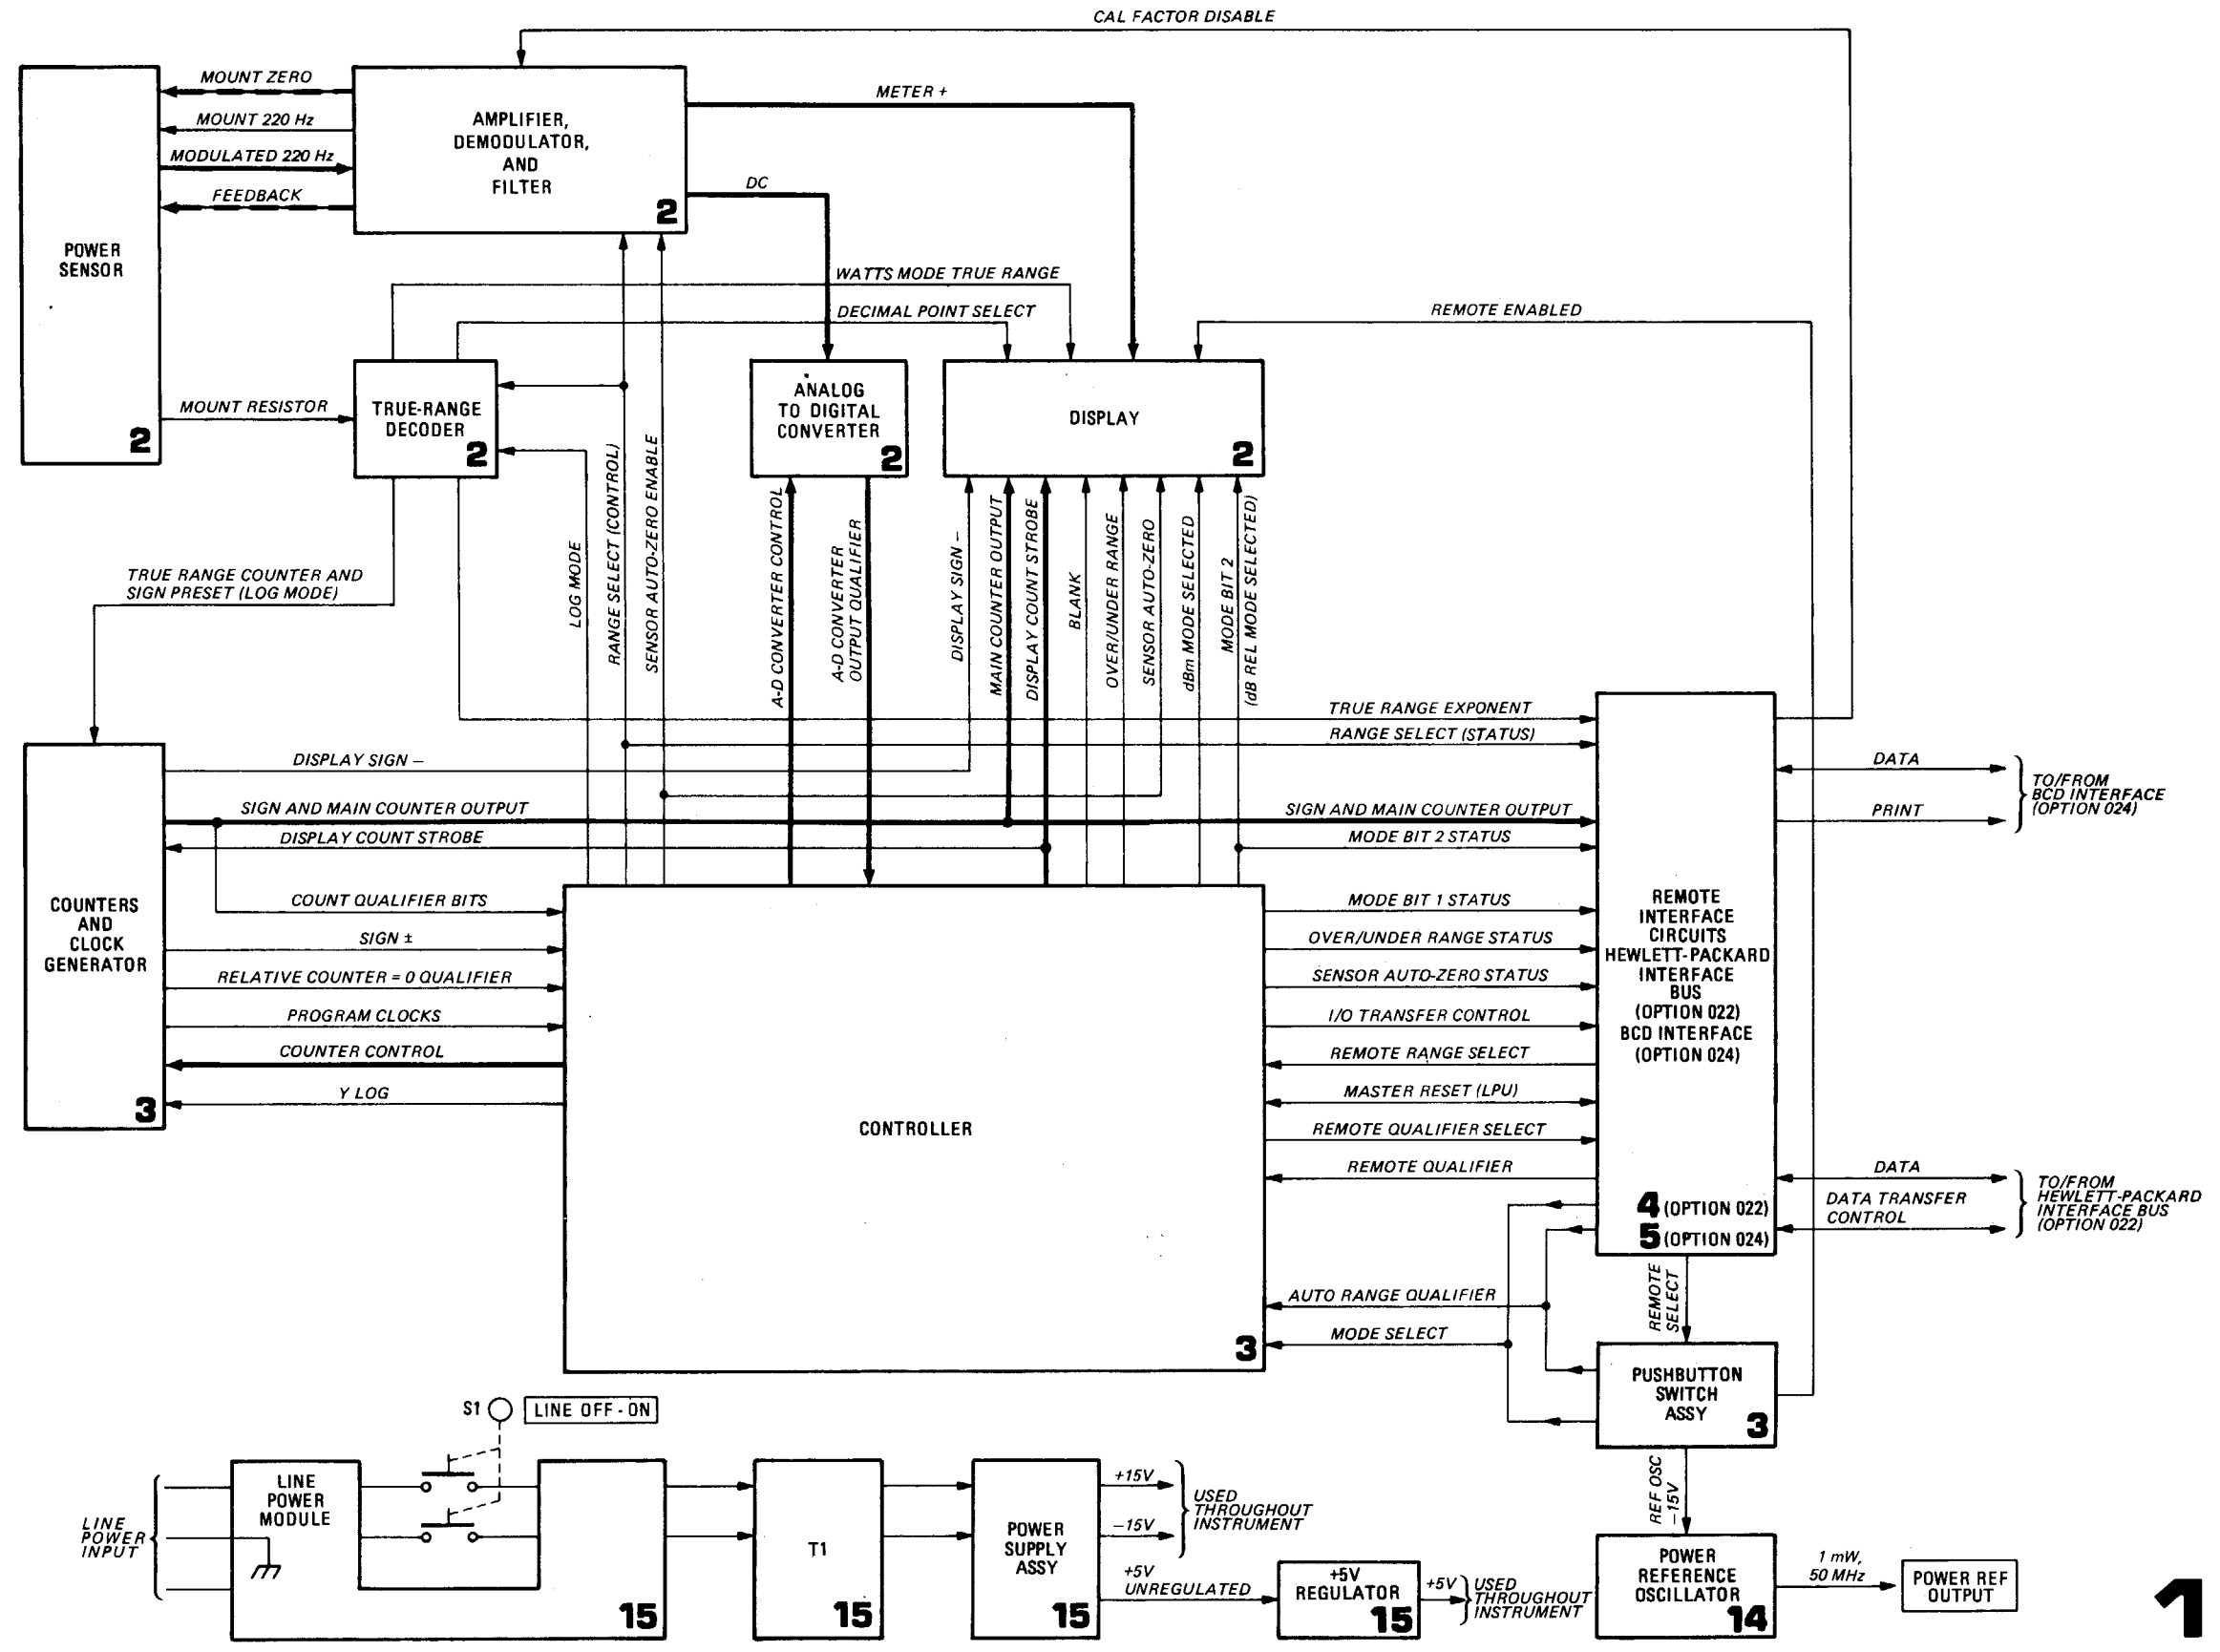 CAL FACTOR DISABLE
MOUNT ZERO
MOUNT 220 Hz
MODULATED 220 Hz
FEEDBACK
AMPLIFIER,
DEMODULATOR,
AND
FILTER
2
METER +
DC
POWER
SENSOR
2
WATTS MODE TRUE RANGE
DECIMAL POINT SELECT
REMOTE ENABLED
MOUNT RESISTOR
TRUE-RANGE
DECODER
2
ANALOG
TO DIGITAL
CONVERTER
2
DISPLAY
2
TRUE RANGE COUNTER AND
SIGN PRESET (LOG MODE)
LOG MODE
RANGE SELECT (CONTROL)
SENSOR AUTO-ZERO ENABLE
A-D CONVERTER CONTROL
A-D CONVERTER
OUTPUT QUALIFIER
DISPLAY SIGN –
MAIN COUNTER OUTPUT
DISPLAY COUNT STROBE
BLANK
OVER/UNDER RANGE
SENSOR AUTO-ZERO
dBm MODE SELECTED
MODE BIT 2
(dB REL MODE SELECTED)
TRUE RANGE EXPONENT
RANGE SELECT (STATUS)
DISPLAY SIGN –
SIGN AND MAIN COUNTER OUTPUT
DISPLAY COUNT STROBE
SIGN AND MAIN COUNTER OUTPUT
MODE BIT 2 STATUS
DATA
PRINT
TO/FROM
BCD INTERFACE
(OPTION 024)
COUNTERS
AND
CLOCK
GENERATOR
3
COUNT QUALIFIER BITS
SIGN ±
RELATIVE COUNTER = 0 QUALIFIER
PROGRAM CLOCKS
COUNTER CONTROL
Y LOG
CONTROLLER
3
MODE BIT 1 STATUS
OVER/UNDER RANGE STATUS
SENSOR AUTO-ZERO STATUS
I/O TRANSFER CONTROL
REMOTE RANGE SELECT
MASTER RESET (LPU)
REMOTE QUALIFIER SELECT
REMOTE QUALIFIER
AUTO RANGE QUALIFIER
MODE SELECT
REMOTE
INTERFACE
CIRCUITS
HEWLETT-PACKARD
INTERFACE
BUS
(OPTION 022)
BCD INTERFACE
(OPTION 024)
4 (OPTION 022)
5 (OPTION 024)
DATA
DATA TRANSFER
CONTROL
TO/FROM
HEWLETT-PACKARD
INTERFACE BUS
(OPTION 022)
REMOTE
SELECT
PUSHBUTTON
SWITCH
ASSY
3
REF OSC
–15V
S1
LINE OFF - ON
LINE
POWER
INPUT
LINE
POWER
MODULE
15
T1
15
POWER
SUPPLY
ASSY
15
+15V
–15V
USED
THROUGHOUT
INSTRUMENT
+5V
UNREGULATED
+5V
REGULATOR
15
+5V
USED
THROUGHOUT
INSTRUMENT
POWER
REFERENCE
OSCILLATOR
14
1 mW,
50 MHz
POWER REF
OUTPUT
1